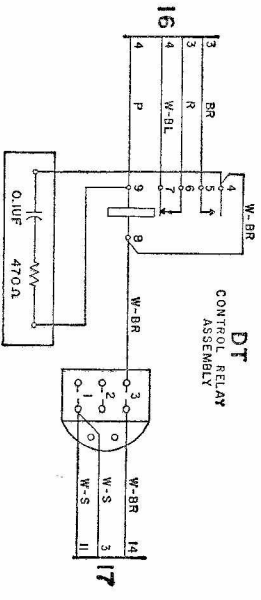 DT
CONTROL RELAY
ASSEMBLY
16
3
3
4
4
BR
R
W-BL
P
W-BR
4
5
6
7
9
8
0.1UF
470Ω
W-BR
3
2
1
W-BR
W-S
W-S
14
3
11
17